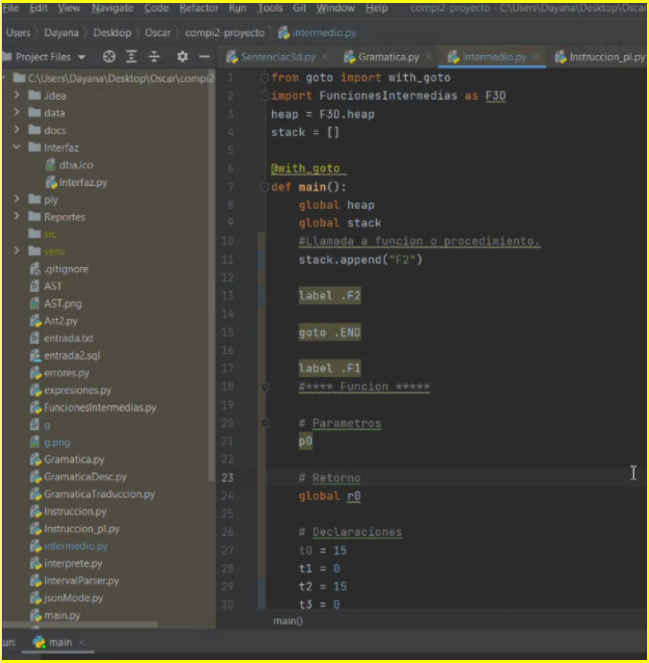 File Edit View Navigate Code Refactor Run Tools Git Window Help compi2-proyecto - C:\Users\Dayana\Desktop\Oscar
Users > Dayana > Desktop > Oscar > compi2-proyecto > intermedio.py
Project Files
Sentenciac3d.py × Gramatica.py × intermedio.py × Instruccion_pl.py
C:\Users\Dayana\Desktop\Oscar\compi2
.idea
data
docs
Interfaz
dba.ico
Interfaz.py
ply
Reportes
src
venv
.gitignore
AST
AST.png
Ast2.py
entrada.txt
entrada2.sql
errores.py
expresiones.py
FuncionesIntermedias.py
g
g.png
Gramatica.py
GramaticaDesc.py
GramaticaTraduccion.py
Instruccion.py
Instruccion_pl.py
intermedio.py
interprete.py
IntervalParser.py
jsonMode.py
main.py
1 from goto import with_goto
2 import FuncionesIntermedias as F3D
3 heap = F3D.heap
4 stack = []
5
6 @with_goto
7 def main():
8 global heap
9 global stack
10 #Llamada a funcion o procedimiento.
11 stack.append("F2")
12
13 label .F2
14
15 goto .END
16
17 label .F1
18 #**** Funcion *****
19
20 # Parametros
21 p0
22
23 # Retorno
24 global r0
25
26 # Declaraciones
27 t0 = 15
28 t1 = 0
29 t2 = 15
30 t3 = 0
main()
un: main ×